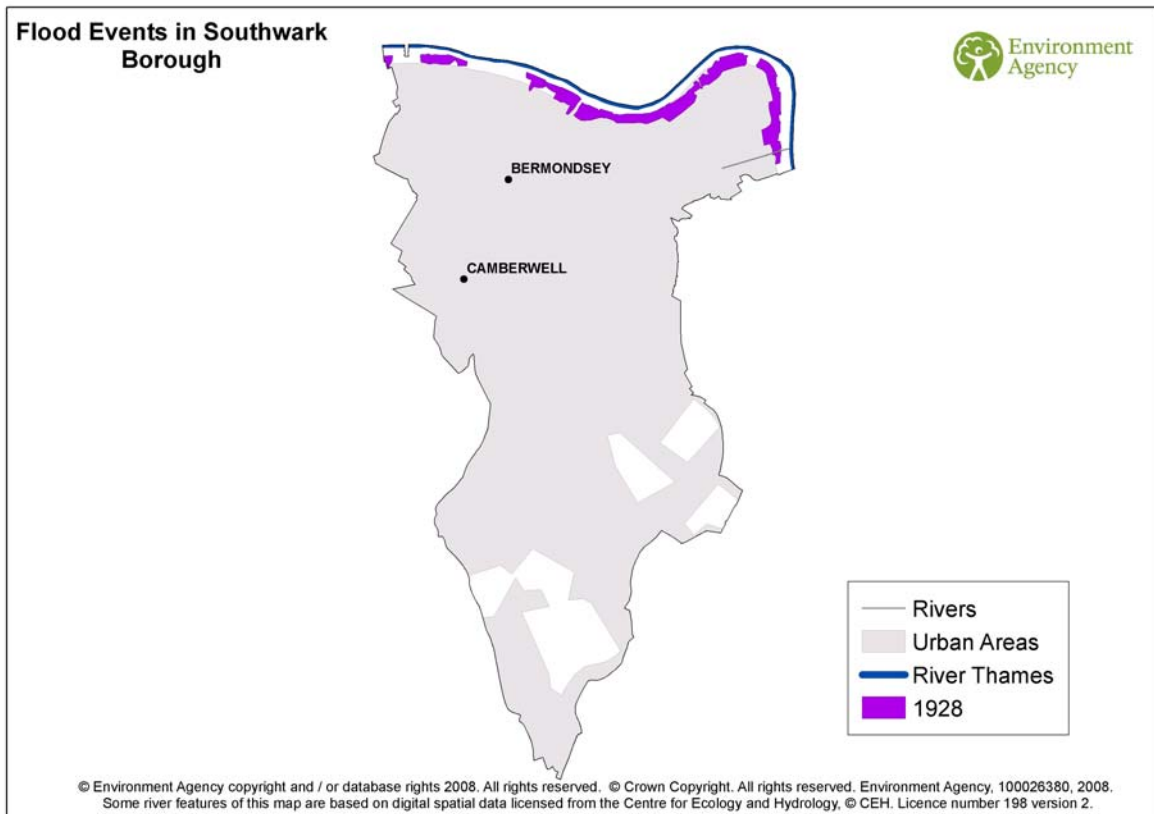 Flood Events in Southwark
Borough
Environment
Agency
BERMONDSEY
CAMBERWELL
Rivers
Urban Areas
River Thames
1928
© Environment Agency copyright and / or database rights 2008. All rights reserved. © Crown Copyright. All rights reserved. Environment Agency, 100026380, 2008.
Some river features of this map are based on digital spatial data licensed from the Centre for Ecology and Hydrology, © CEH. Licence number 198 version 2.